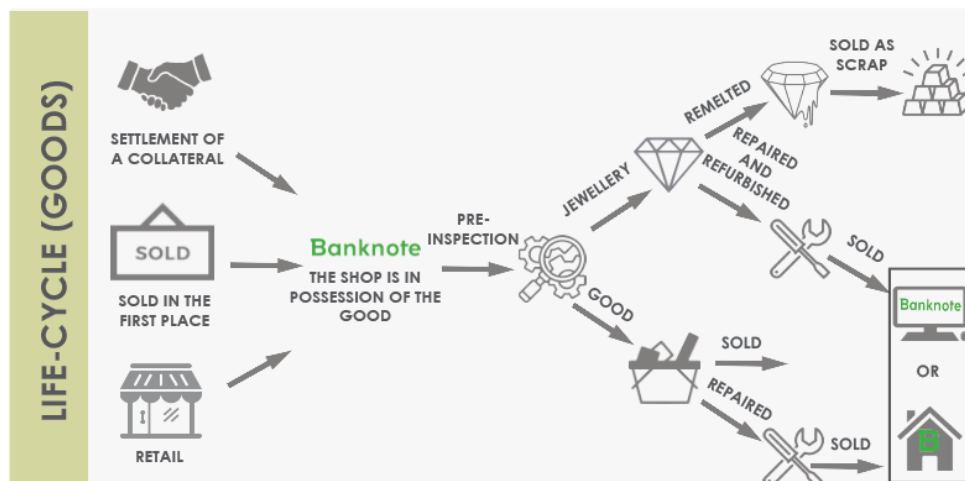 LIFE-CYCLE (GOODS)
SETTLEMENT OF
A COLLATERAL
SOLD
SOLD IN THE
FIRST PLACE
RETAIL
Banknote
THE SHOP IS IN
POSSESSION OF THE
GOOD
PRE-
INSPECTION
JEWELLERY
REMELTED
SOLD AS
SCRAP
REPAIRED
AND
REFURBISHED
SOLD
GOOD
SOLD
REPAIRED
SOLD
Banknote
OR
B